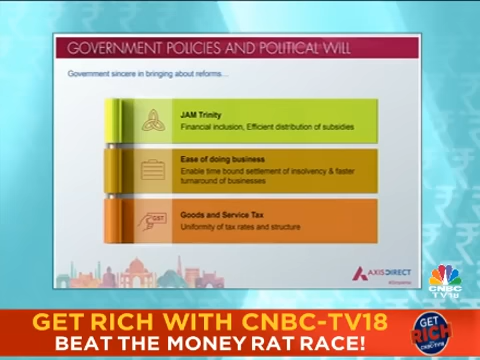 GOVERNMENT POLICIES AND POLITICAL WILL
Government sincere in bringing about reforms...
JAM Trinity
Financial inclusion, Efficient distribution of subsidies
Ease of doing business
Enable time bound settlement of insolvency & faster
turnaround of businesses
GST
Goods and Service Tax
Uniformity of tax rates and structure
AXISDIRECT
CNBC
TV18
GET RICH WITH CNBC-TV18
BEAT THE MONEY RAT RACE!
GET
RICH
CNBC-TV18